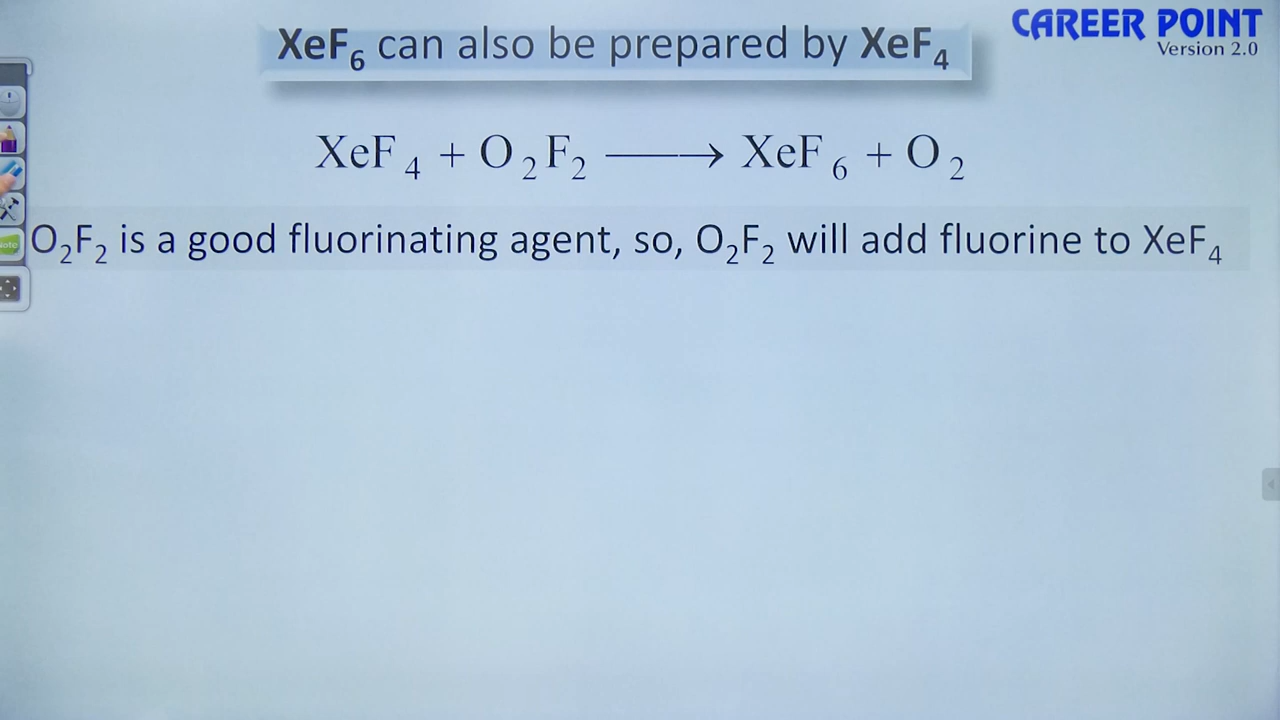 CAREER POINT
Version 2.0
XeF₆ can also be prepared by XeF₄
XeF₄ + O₂F₂ ⟶ XeF₆ + O₂
O₂F₂ is a good fluorinating agent, so, O₂F₂ will add fluorine to XeF₄
Note